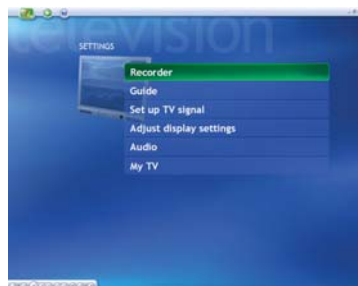 television
SETTINGS
Recorder
Guide
Set up TV signal
Adjust display settings
Audio
My TV